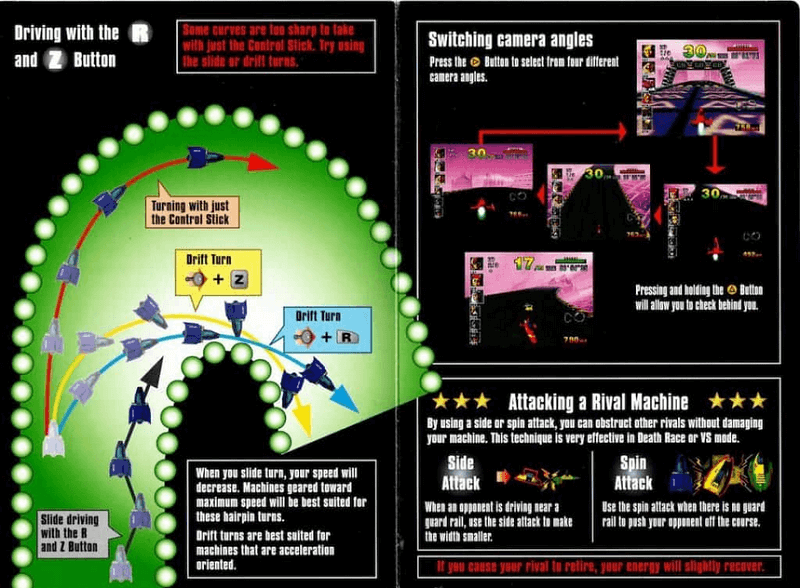 Driving with the R
and Z Button
Some curves are too sharp to take
with just the Control Stick. Try using
the slide or drift turns.
Turning with just
the Control Stick
Drift Turn
+ Z
Drift Turn
+ R
Slide driving
with the R
and Z Button
When you slide turn, your speed will
decrease. Machines geared toward
maximum speed will be best suited for
these hairpin turns.
Drift turns are best suited for
machines that are acceleration
oriented.
Switching camera angles
Press the Button to select from four different
camera angles.
30
30
30
30
17
Pressing and holding the Button
will allow you to check behind you.
Attacking a Rival Machine
By using a side or spin attack, you can obstruct other rivals without damaging
your machine. This technique is very effective in Death Race or VS mode.
Side
Attack
When an opponent is driving near a
guard rail, use the side attack to make
the width smaller.
Spin
Attack
Use the spin attack when there is no guard
rail to push your opponent off the course.
If you cause your rival to retire, your energy will slightly recover.